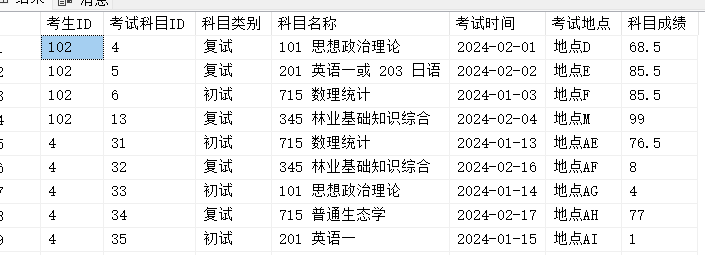 消息
考生ID 考试科目ID 科目类别 科目名称 考试时间 考试地点 科目成绩
1 102 4 复试 101 思想政治理论 2024-02-01 地点D 68.5
2 102 5 复试 201 英语一或 203 日语 2024-02-02 地点E 85.5
3 102 6 初试 715 数理统计 2024-01-03 地点F 85.5
4 102 13 复试 345 林业基础知识综合 2024-02-04 地点M 99
5 4 31 初试 715 数理统计 2024-01-13 地点AE 76.5
6 4 32 复试 345 林业基础知识综合 2024-02-16 地点AF 8
7 4 33 初试 101 思想政治理论 2024-01-14 地点AG 4
8 4 34 复试 715 普通生态学 2024-02-17 地点AH 77
9 4 35 初试 201 英语一 2024-01-15 地点AI 1